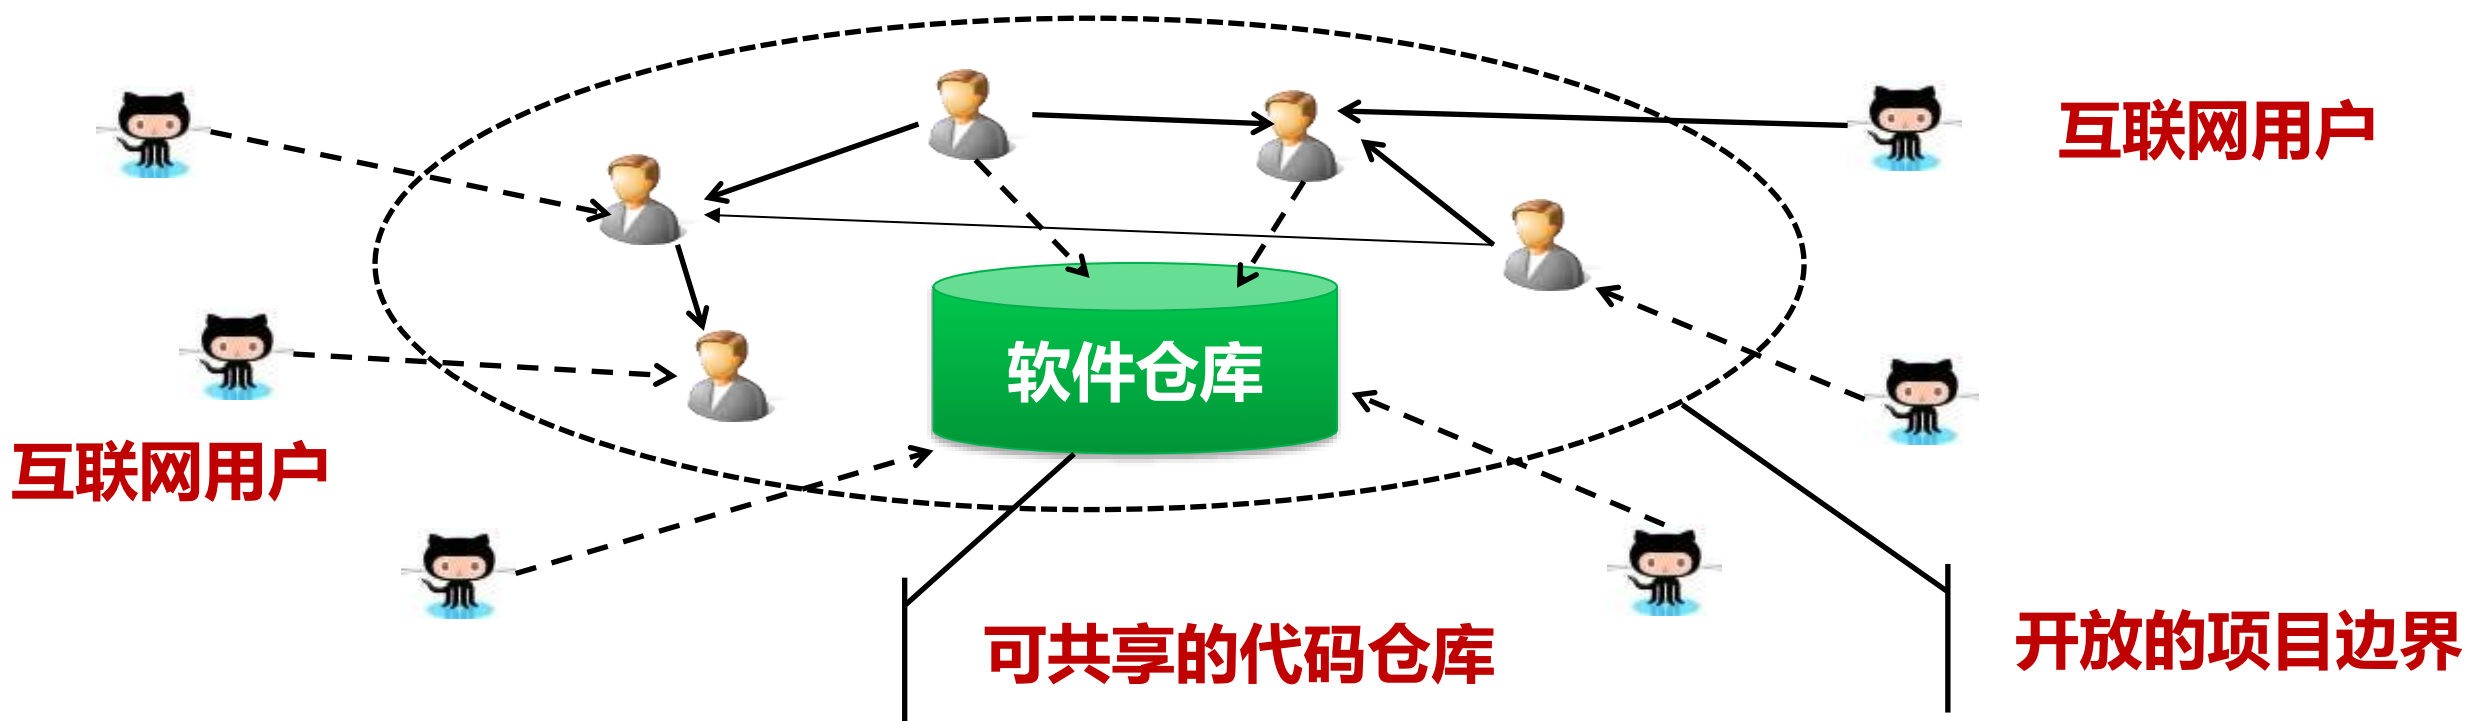 互联网用户
软件仓库
互联网用户
可共享的代码仓库
开放的项目边界